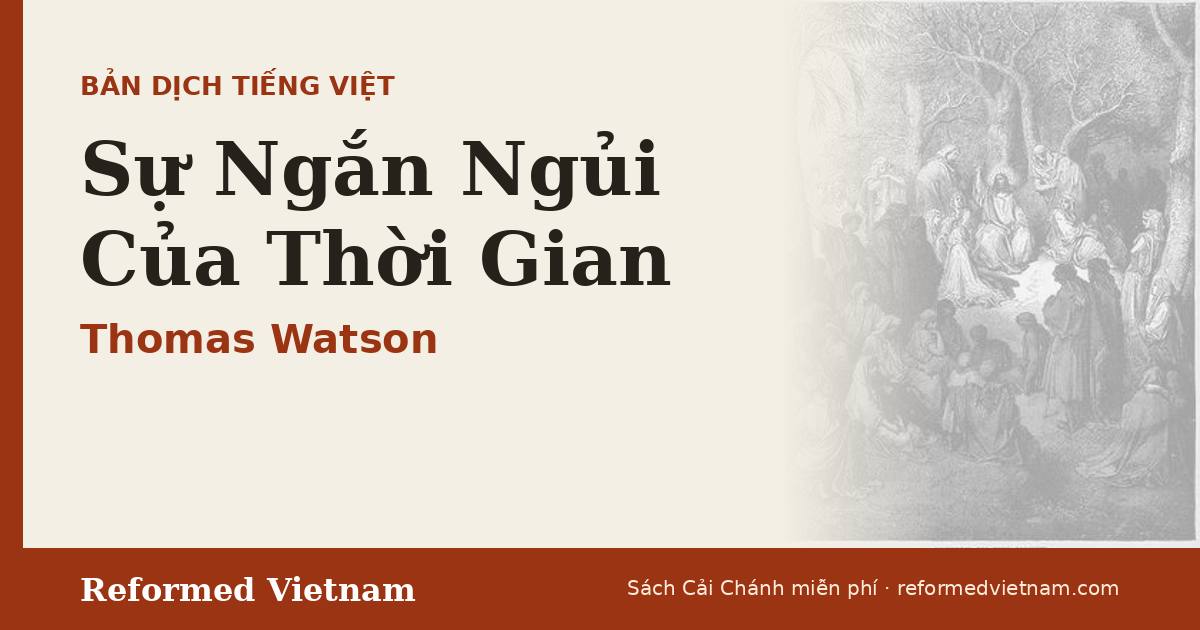 BẢN DỊCH TIẾNG VIỆT
Sự Ngắn Ngủi
Của Thời Gian
Thomas Watson
Reformed Vietnam
Sách Cải Chánh miễn phí · reformedvietnam.com